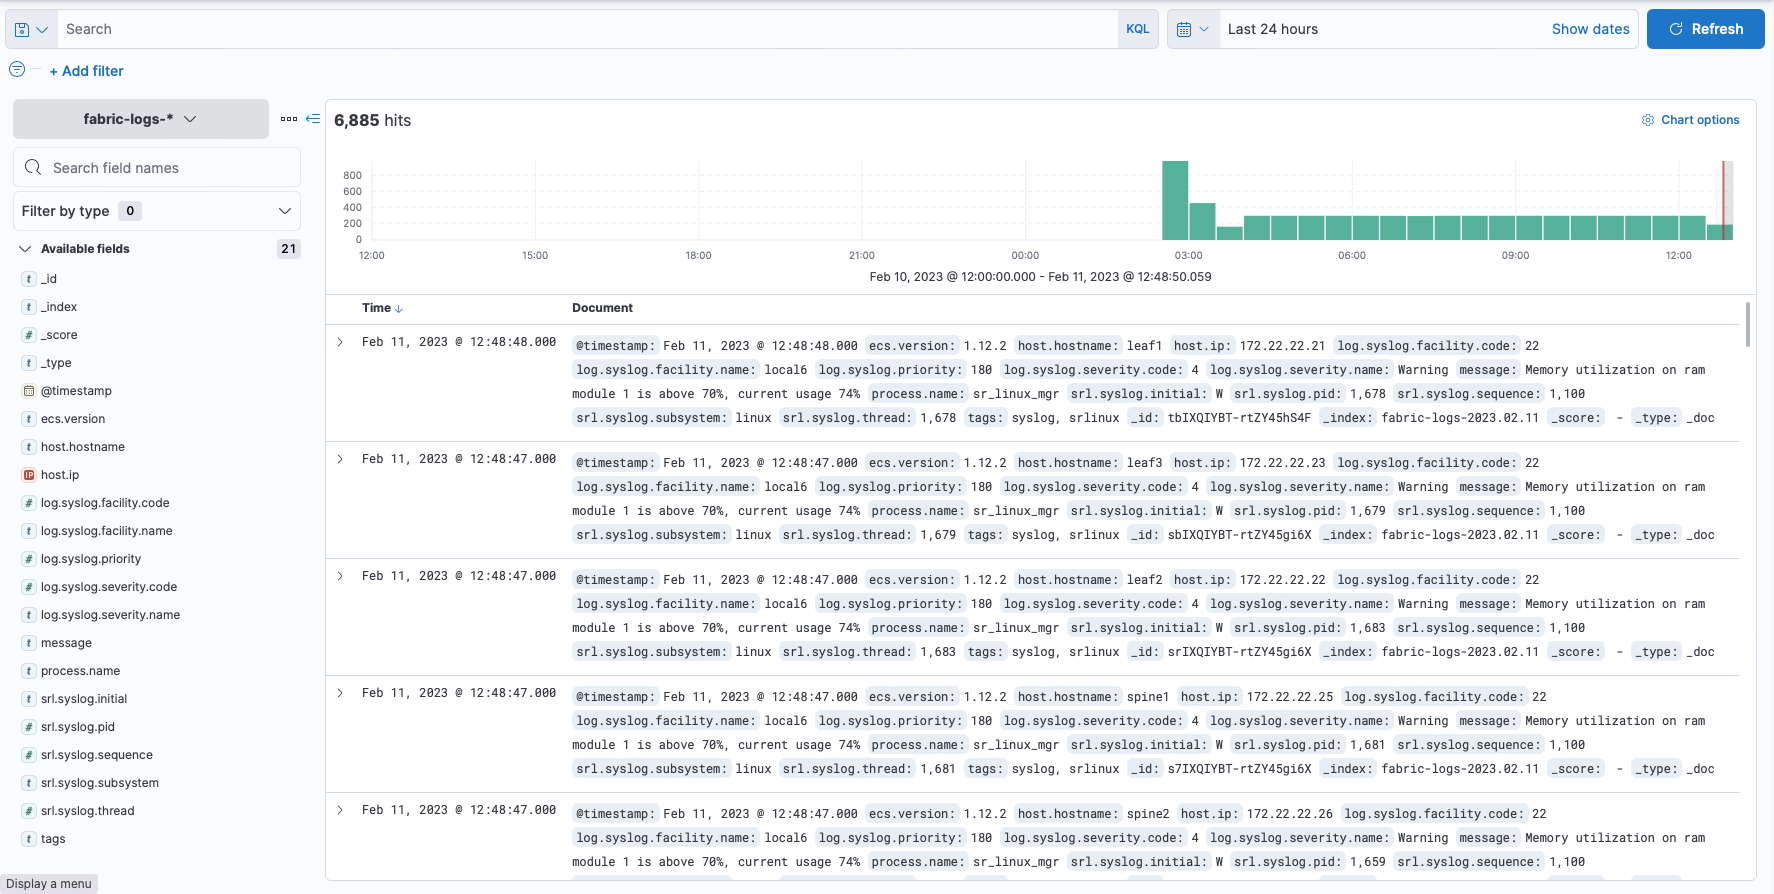 Search KQL Last 24 hours Show dates Refresh
+ Add filter
fabric-logs-*
Search field names
Filter by type 0
Available fields 21
t _id
t _index
# _score
t _type
@timestamp
t ecs.version
t host.hostname
IP host.ip
# log.syslog.facility.code
t log.syslog.facility.name
# log.syslog.priority
# log.syslog.severity.code
t log.syslog.severity.name
t message
t process.name
t srl.syslog.initial
# srl.syslog.pid
# srl.syslog.sequence
t srl.syslog.subsystem
# srl.syslog.thread
t tags
Display a menu
6,885 hits Chart options
800
600
400
200
0
12:00 15:00 18:00 21:00 00:00 03:00 06:00 09:00 12:00
Feb 10, 2023 @ 12:00:00.000 - Feb 11, 2023 @ 12:48:50.059
Time Document
Feb 11, 2023 @ 12:48:48.000 @timestamp: Feb 11, 2023 @ 12:48:48.000 ecs.version: 1.12.2 host.hostname: leaf1 host.ip: 172.22.22.21 log.syslog.facility.code: 22
log.syslog.facility.name: local6 log.syslog.priority: 180 log.syslog.severity.code: 4 log.syslog.severity.name: Warning message: Memory utilization on ram
module 1 is above 70%, current usage 74% process.name: sr_linux_mgr srl.syslog.initial: W srl.syslog.pid: 1,678 srl.syslog.sequence: 1,100
srl.syslog.subsystem: linux srl.syslog.thread: 1,678 tags: syslog, srlinux _id: tbIXQIYBT-rtZY45hS4F _index: fabric-logs-2023.02.11 _score: - _type: _doc
Feb 11, 2023 @ 12:48:47.000 @timestamp: Feb 11, 2023 @ 12:48:47.000 ecs.version: 1.12.2 host.hostname: leaf3 host.ip: 172.22.22.23 log.syslog.facility.code: 22
log.syslog.facility.name: local6 log.syslog.priority: 180 log.syslog.severity.code: 4 log.syslog.severity.name: Warning message: Memory utilization on ram
module 1 is above 70%, current usage 74% process.name: sr_linux_mgr srl.syslog.initial: W srl.syslog.pid: 1,679 srl.syslog.sequence: 1,100
srl.syslog.subsystem: linux srl.syslog.thread: 1,679 tags: syslog, srlinux _id: sbIXQIYBT-rtZY45gi6X _index: fabric-logs-2023.02.11 _score: - _type: _doc
Feb 11, 2023 @ 12:48:47.000 @timestamp: Feb 11, 2023 @ 12:48:47.000 ecs.version: 1.12.2 host.hostname: leaf2 host.ip: 172.22.22.22 log.syslog.facility.code: 22
log.syslog.facility.name: local6 log.syslog.priority: 180 log.syslog.severity.code: 4 log.syslog.severity.name: Warning message: Memory utilization on ram
module 1 is above 70%, current usage 74% process.name: sr_linux_mgr srl.syslog.initial: W srl.syslog.pid: 1,683 srl.syslog.sequence: 1,100
srl.syslog.subsystem: linux srl.syslog.thread: 1,683 tags: syslog, srlinux _id: srIXQIYBT-rtZY45gi6X _index: fabric-logs-2023.02.11 _score: - _type: _doc
Feb 11, 2023 @ 12:48:47.000 @timestamp: Feb 11, 2023 @ 12:48:47.000 ecs.version: 1.12.2 host.hostname: spine1 host.ip: 172.22.22.25 log.syslog.facility.code: 22
log.syslog.facility.name: local6 log.syslog.priority: 180 log.syslog.severity.code: 4 log.syslog.severity.name: Warning message: Memory utilization on ram
module 1 is above 70%, current usage 74% process.name: sr_linux_mgr srl.syslog.initial: W srl.syslog.pid: 1,681 srl.syslog.sequence: 1,100
srl.syslog.subsystem: linux srl.syslog.thread: 1,681 tags: syslog, srlinux _id: s7IXQIYBT-rtZY45gi6X _index: fabric-logs-2023.02.11 _score: - _type: _doc
Feb 11, 2023 @ 12:48:47.000 @timestamp: Feb 11, 2023 @ 12:48:47.000 ecs.version: 1.12.2 host.hostname: spine2 host.ip: 172.22.22.26 log.syslog.facility.code: 22
log.syslog.facility.name: local6 log.syslog.priority: 180 log.syslog.severity.code: 4 log.syslog.severity.name: Warning message: Memory utilization on ram
module 1 is above 70%, current usage 74% process.name: sr_linux_mgr srl.syslog.initial: W srl.syslog.pid: 1,659 srl.syslog.sequence: 1,100